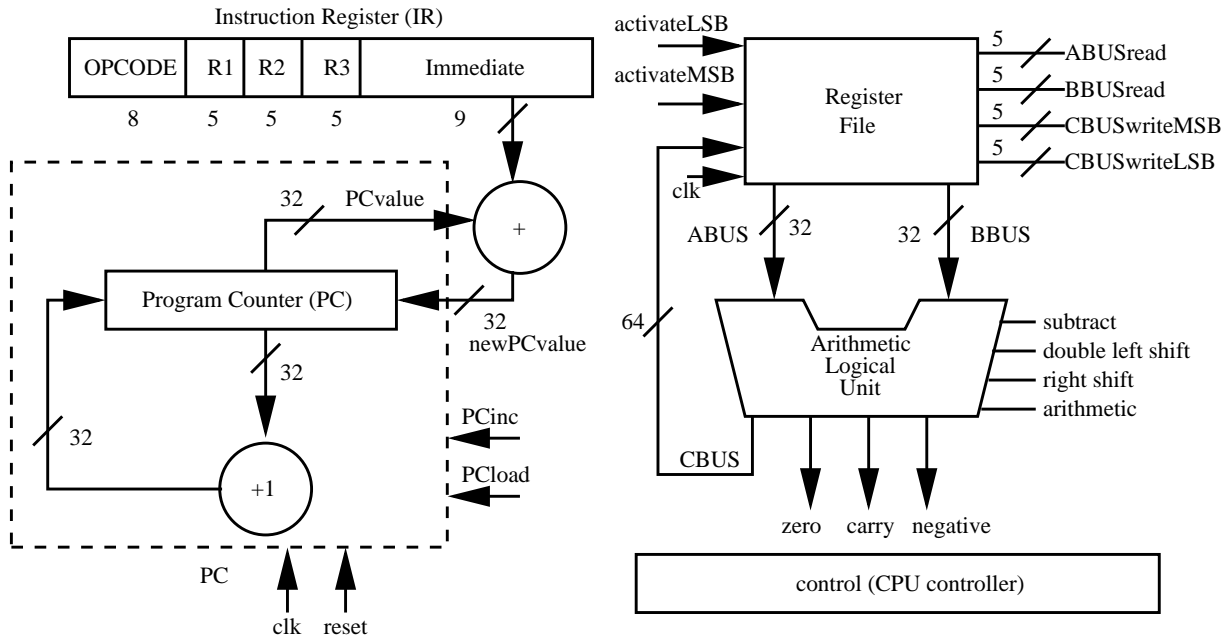 Instruction Register (IR)
OPCODE R1 R2 R3 Immediate
8 5 5 5 9
32 PCvalue
+
Program Counter (PC)
32
newPCvalue
32
32
+1
PCinc
PCload
PC
clk reset
activateLSB
activateMSB
clk
Register
File
5 ABUSread
5 BBUSread
5 CBUSwriteMSB
5 CBUSwriteLSB
ABUS 32 32 BBUS
64
Arithmetic
Logical
Unit
subtract
double left shift
right shift
arithmetic
CBUS
zero carry negative
control (CPU controller)